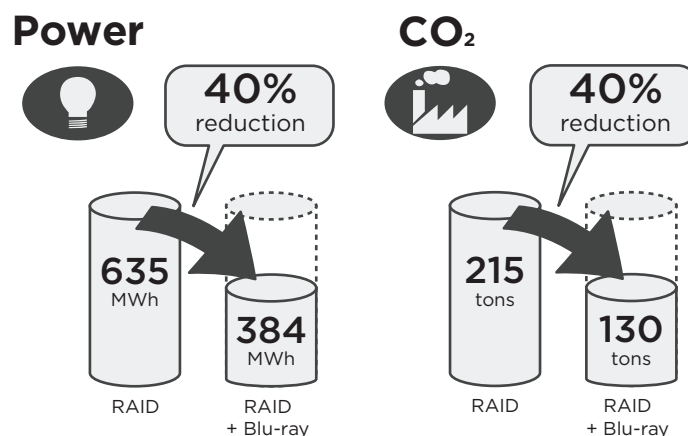 Power
40%
reduction
635
MWh
384
MWh
RAID
RAID
+ Blu-ray
CO₂
40%
reduction
215
tons
130
tons
RAID
RAID
+ Blu-ray